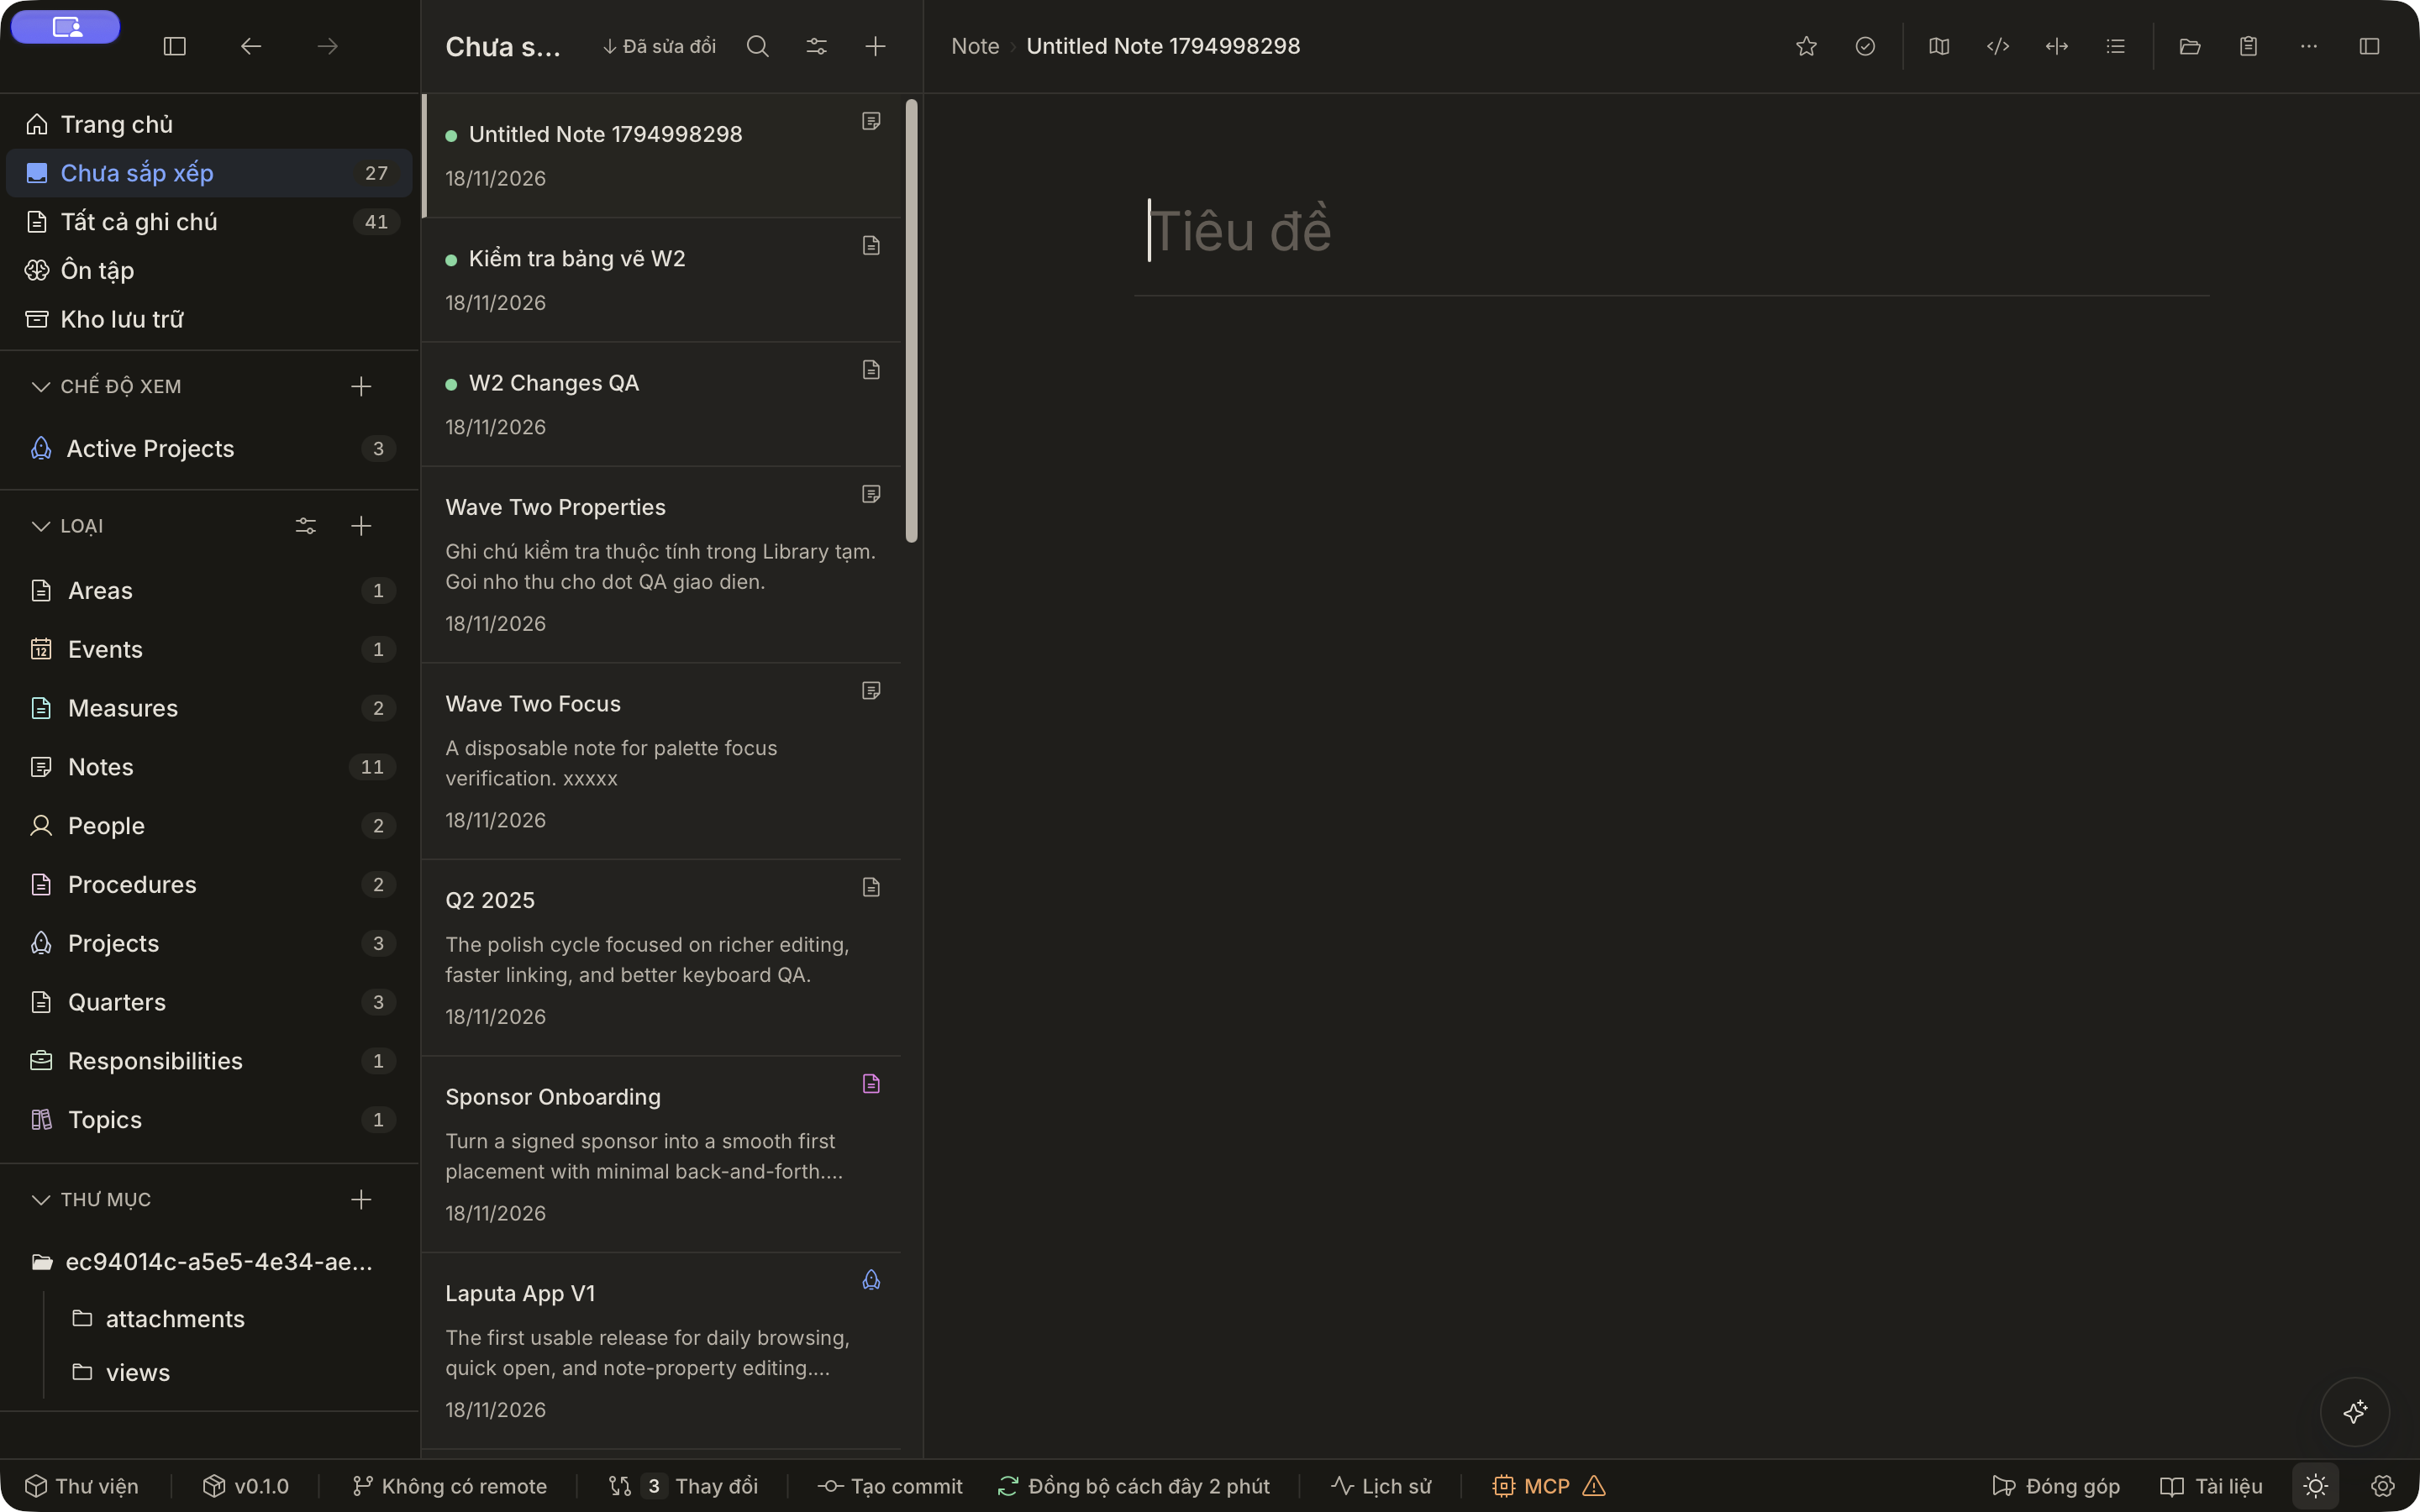 Chưa s...
Đã sửa đổi
Note › Untitled Note 1794998298
Trang chủ
Chưa sắp xếp 27
Tất cả ghi chú 41
Ôn tập
Kho lưu trữ
CHẾ ĐỘ XEM
Active Projects 3
LOẠI
Areas 1
12 Events 1
Measures 2
Notes 11
People 2
Procedures 2
Projects 3
Quarters 3
Responsibilities 1
Topics 1
THƯ MỤC
ec94014c-a5e5-4e34-ae...
attachments
views
Untitled Note 1794998298
18/11/2026
Kiểm tra bảng vẽ W2
18/11/2026
W2 Changes QA
18/11/2026
Wave Two Properties
Ghi chú kiểm tra thuộc tính trong Library tạm.
Goi nho thu cho dot QA giao dien.
18/11/2026
Wave Two Focus
A disposable note for palette focus
verification. xxxxx
18/11/2026
Q2 2025
The polish cycle focused on richer editing,
faster linking, and better keyboard QA.
18/11/2026
Sponsor Onboarding
Turn a signed sponsor into a smooth first
placement with minimal back-and-forth....
18/11/2026
Laputa App V1
The first usable release for daily browsing,
quick open, and note-property editing....
18/11/2026
Tiêu đề
Thư viện
v0.1.0
Không có remote
3 Thay đổi
Tạo commit
Đồng bộ cách đây 2 phút
Lịch sử
MCP
Đóng góp
Tài liệu